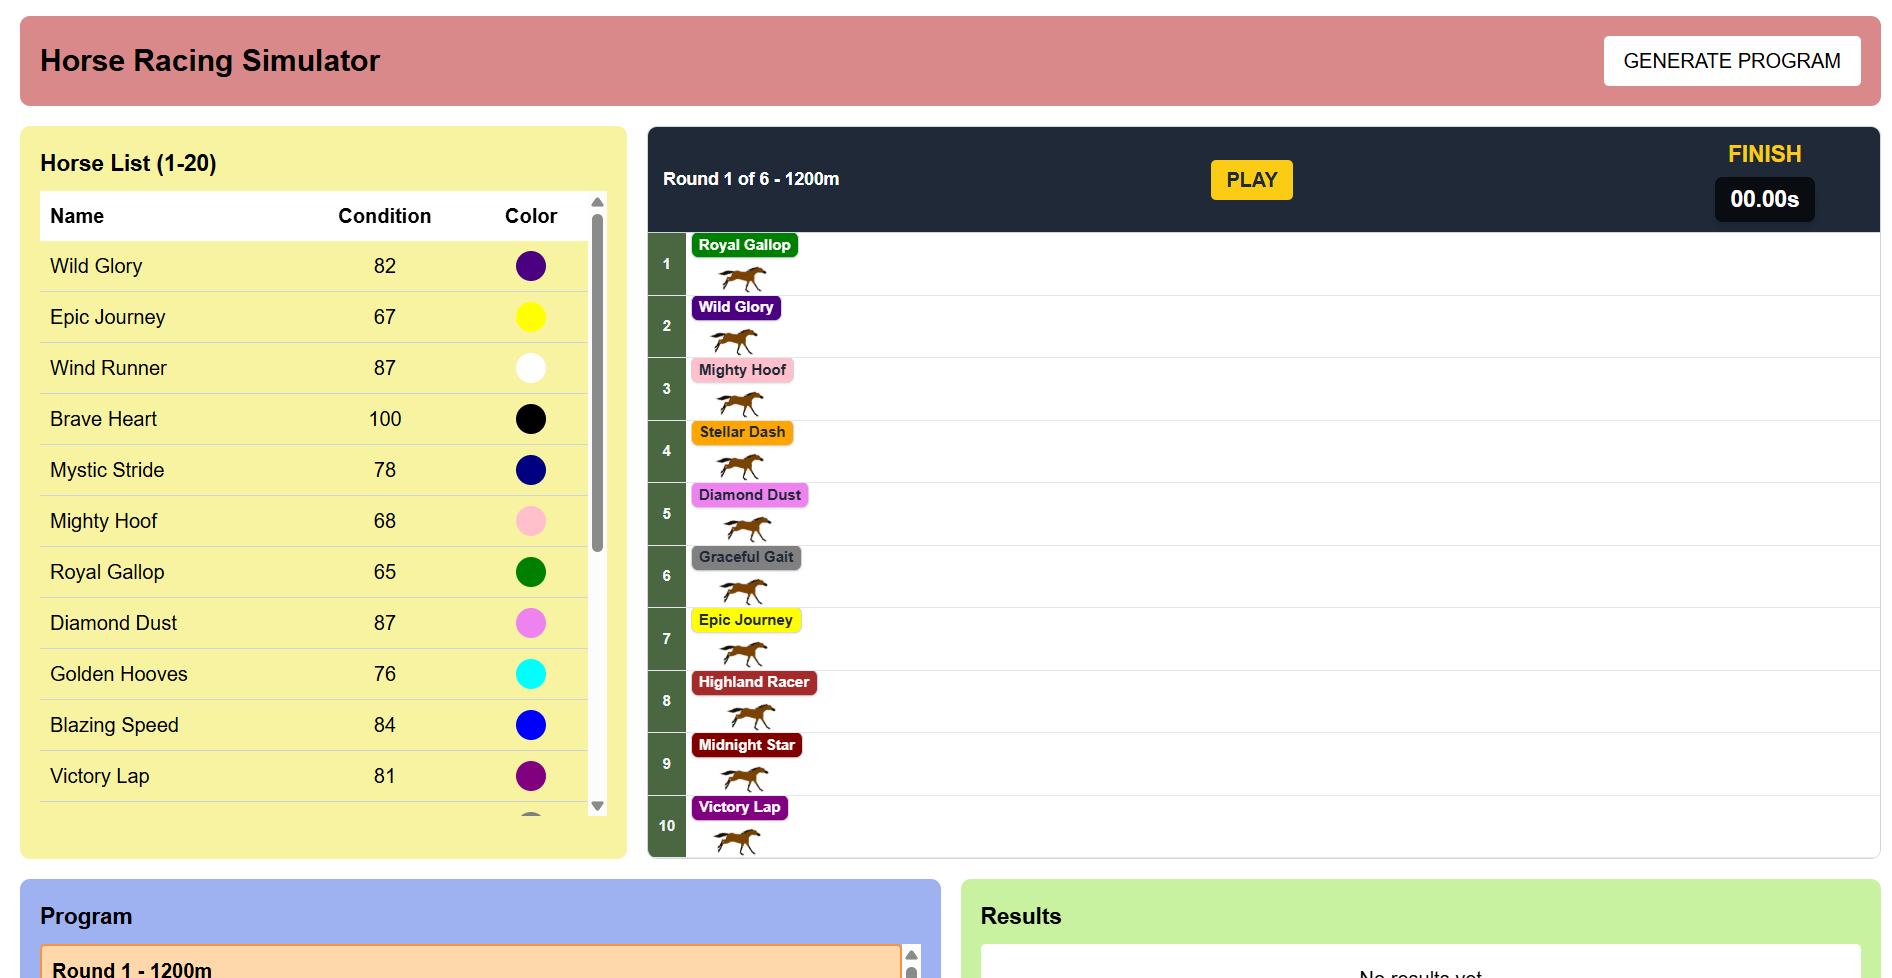 Horse Racing Simulator
GENERATE PROGRAM
Horse List (1-20)
Name Condition Color
Wild Glory 82
Epic Journey 67
Wind Runner 87
Brave Heart 100
Mystic Stride 78
Mighty Hoof 68
Royal Gallop 65
Diamond Dust 87
Golden Hooves 76
Blazing Speed 84
Victory Lap 81
Round 1 of 6 - 1200m
PLAY
FINISH
00.00s
1 Royal Gallop
2 Wild Glory
3 Mighty Hoof
4 Stellar Dash
5 Diamond Dust
6 Graceful Gait
7 Epic Journey
8 Highland Racer
9 Midnight Star
10 Victory Lap
Program
Round 1 - 1200m
Results
No results yet